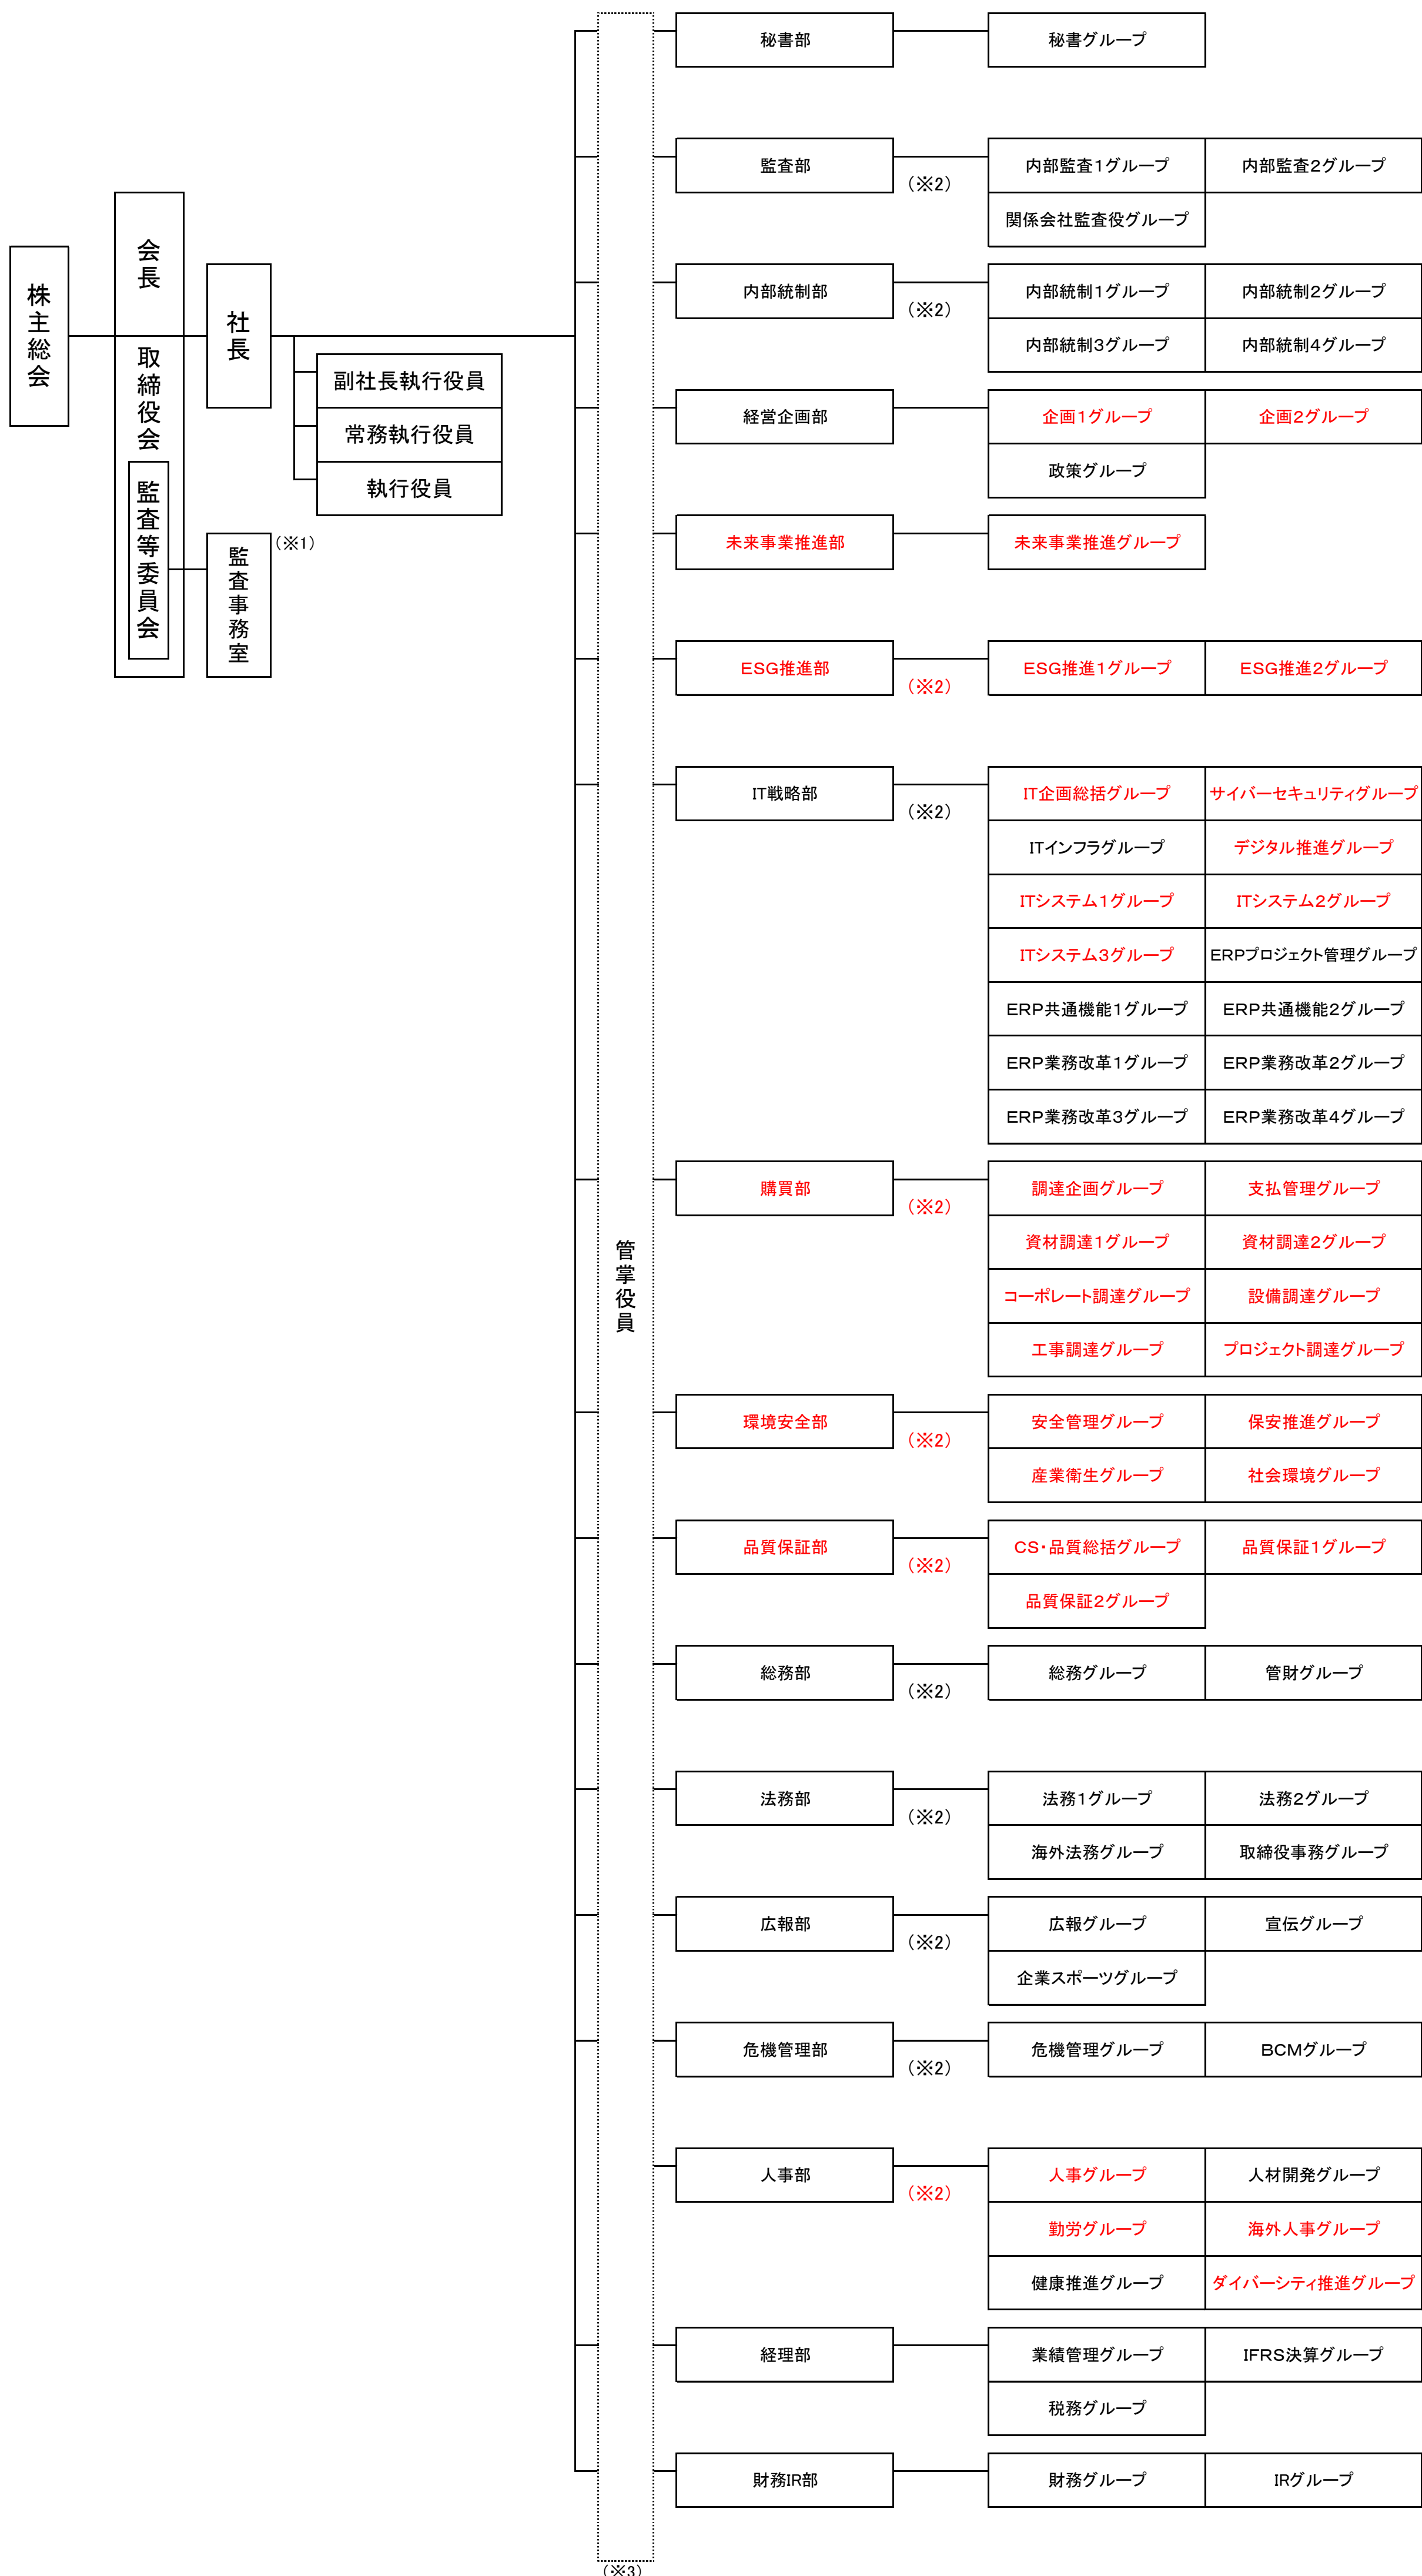 株主総会
会長
取締役会
監査等委員会
社長
副社長執行役員
常務執行役員
執行役員
監査事務室
(※1)
管掌役員
(※3)
秘書部
秘書グループ
監査部
(※2)
内部監査1グループ 内部監査2グループ
関係会社監査役グループ
内部統制部
(※2)
内部統制1グループ 内部統制2グループ
内部統制3グループ 内部統制4グループ
経営企画部
企画1グループ 企画2グループ
政策グループ
未来事業推進部
未来事業推進グループ
ESG推進部
(※2)
ESG推進1グループ ESG推進2グループ
IT戦略部
(※2)
IT企画総括グループ サイバーセキュリティグループ
ITインフラグループ デジタル推進グループ
ITシステム1グループ ITシステム2グループ
ITシステム3グループ ERPプロジェクト管理グループ
ERP共通機能1グループ ERP共通機能2グループ
ERP業務改革1グループ ERP業務改革2グループ
ERP業務改革3グループ ERP業務改革4グループ
購買部
(※2)
調達企画グループ 支払管理グループ
資材調達1グループ 資材調達2グループ
コーポレート調達グループ 設備調達グループ
工事調達グループ プロジェクト調達グループ
環境安全部
(※2)
安全管理グループ 保安推進グループ
産業衛生グループ 社会環境グループ
品質保証部
(※2)
CS・品質総括グループ 品質保証1グループ
品質保証2グループ
総務部
(※2)
総務グループ 管財グループ
法務部
(※2)
法務1グループ 法務2グループ
海外法務グループ 取締役事務グループ
広報部
(※2)
広報グループ 宣伝グループ
企業スポーツグループ
危機管理部
(※2)
危機管理グループ BCMグループ
人事部
(※2)
人事グループ 人材開発グループ
勤労グループ 海外人事グループ
健康推進グループ ダイバーシティ推進グループ
経理部
業績管理グループ IFRS決算グループ
税務グループ
財務IR部
財務グループ IRグループ